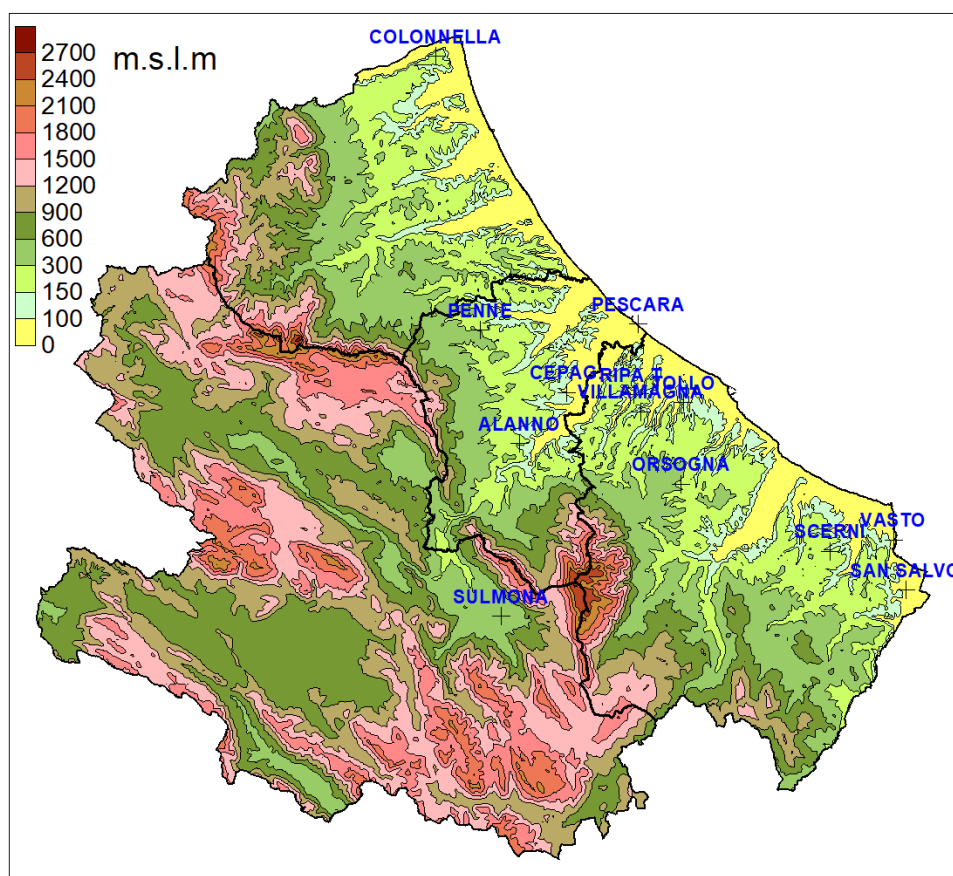 COLONNELLA
m.s.l.m
2700
2400
2100
1800
1500
1200
900
600
300
150
100
0
PESCARA
PENNE
CEPAG
RIPA T
TOLLO
VILLAMAGNA
ALANNO
ORSOGNA
VASTO
SCERNI
SAN SALVO
SULMONA